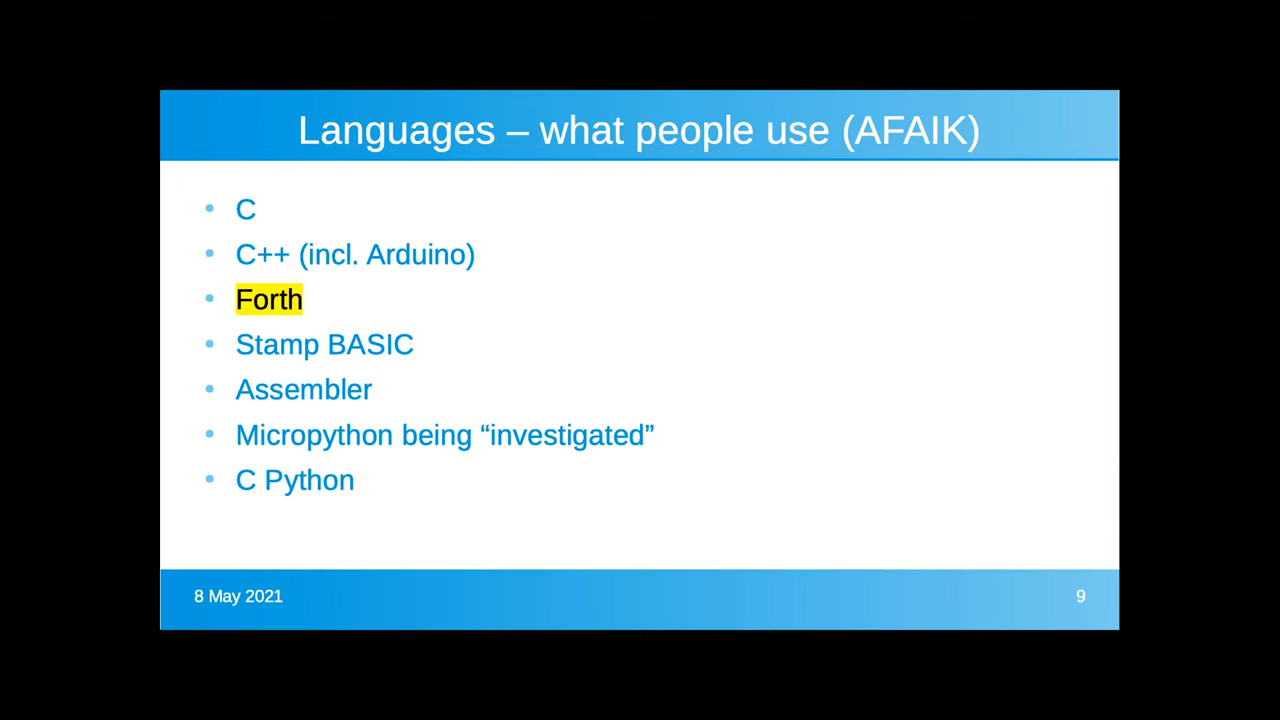 Languages – what people use (AFAIK)
• C
• C++ (incl. Arduino)
• Forth
• Stamp BASIC
• Assembler
• Micropython being “investigated”
• C Python
8 May 2021
9